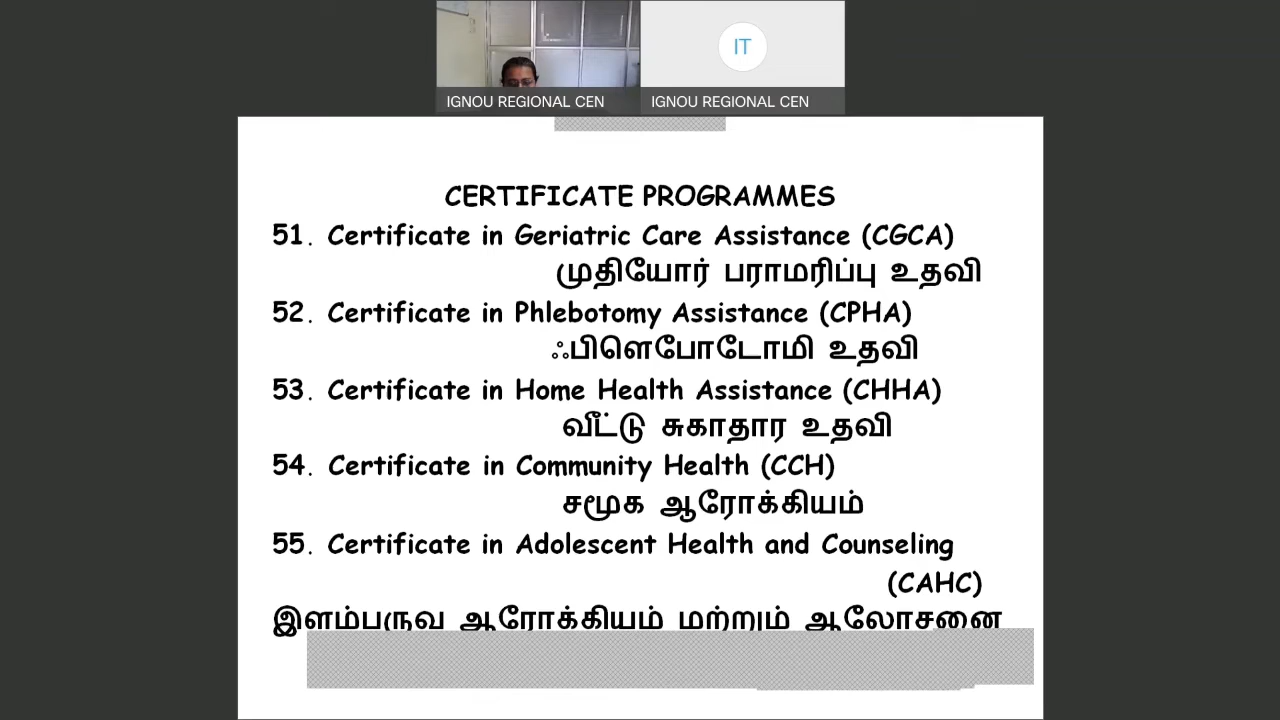 IT
IGNOU REGIONAL CEN
IGNOU REGIONAL CEN
CERTIFICATE PROGRAMMES
51. Certificate in Geriatric Care Assistance (CGCA)
முதியோர் பராமரிப்பு உதவி
52. Certificate in Phlebotomy Assistance (CPHA)
ஃபிளெபோடோமி உதவி
53. Certificate in Home Health Assistance (CHHA)
வீட்டு சுகாதார உதவி
54. Certificate in Community Health (CCH)
சமூக ஆரோக்கியம்
55. Certificate in Adolescent Health and Counseling
(CAHC)
இளம்பருவ ஆரோக்கியம் மற்றும் ஆலோசனை